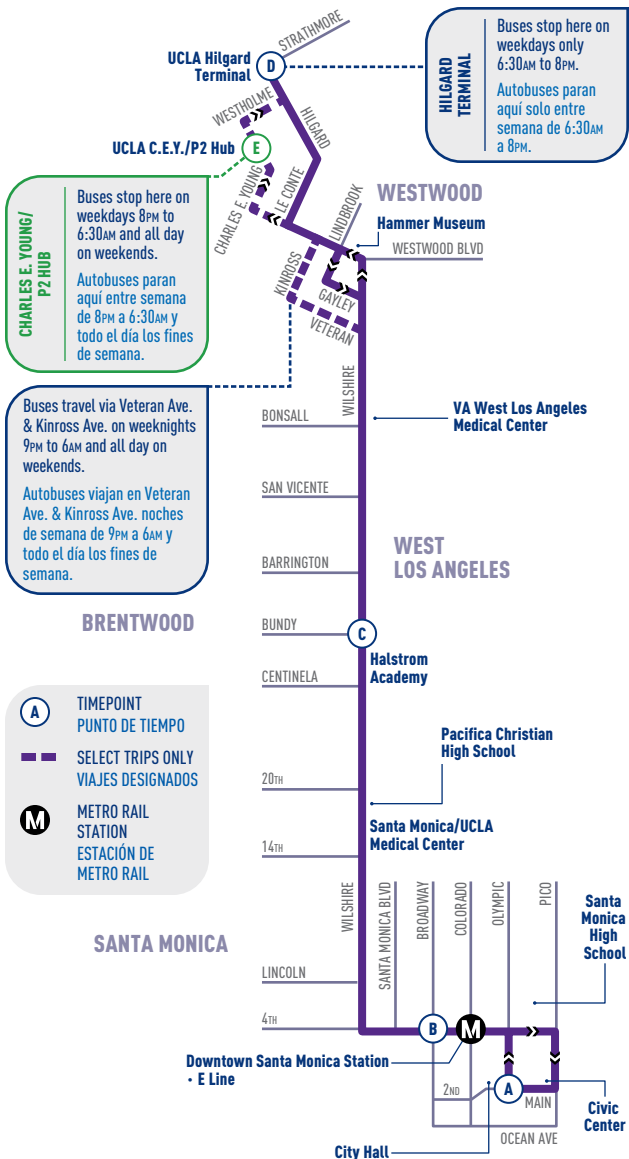 STRATHMORE
UCLA Hilgard
Terminal
D
HILGARD
TERMINAL
Buses stop here on
weekdays only
6:30AM to 8PM.
Autobuses paran
aquí solo entre
semana de 6:30AM
a 8PM.
WESTHOLME
HILGARD
UCLA C.E.Y./P2 Hub
E
CHARLES E. YOUNG/
P2 HUB
Buses stop here on
weekdays 8PM to
6:30AM and all day
on weekends.
Autobuses paran
aquí entre semana
de 8PM a 6:30AM y
todo el día los fines
de semana.
CHARLES E. YOUNG
LE CONTE
WESTWOOD
LINDBROOK
Hammer Museum
WESTWOOD BLVD
KINROSS
GAYLEY
VETERAN
Buses travel via Veteran Ave.
& Kinross Ave. on weeknights
9PM to 6AM and all day on
weekends.
Autobuses viajan en Veteran
Ave. & Kinross Ave. noches
de semana de 9PM a 6AM y
todo el día los fines de
semana.
WILSHIRE
BONSALL
VA West Los Angeles
Medical Center
SAN VICENTE
WEST
LOS ANGELES
BARRINGTON
BRENTWOOD
BUNDY
C
Halstrom
Academy
CENTINELA
A
TIMEPOINT
PUNTO DE TIEMPO
SELECT TRIPS ONLY
VIAJES DESIGNADOS
M
METRO RAIL
STATION
ESTACIÓN DE
METRO RAIL
Pacifica Christian
High School
20TH
Santa Monica/UCLA
Medical Center
14TH
WILSHIRE
SANTA MONICA BLVD
BROADWAY
COLORADO
OLYMPIC
PICO
Santa
Monica
High
School
SANTA MONICA
LINCOLN
4TH
B
M
Downtown Santa Monica Station
• E Line
2ND
A
MAIN
Civic
Center
OCEAN AVE
City Hall